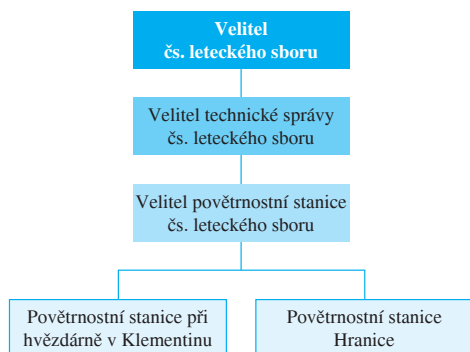 Velitel
čs. leteckého sboru
Velitel technické správy
čs. leteckého sboru
Velitel povětrnostní stanice
čs. leteckého sboru
Povětrnostní stanice při
hvězdárně v Klementinu
Povětrnostní stanice
Hranice